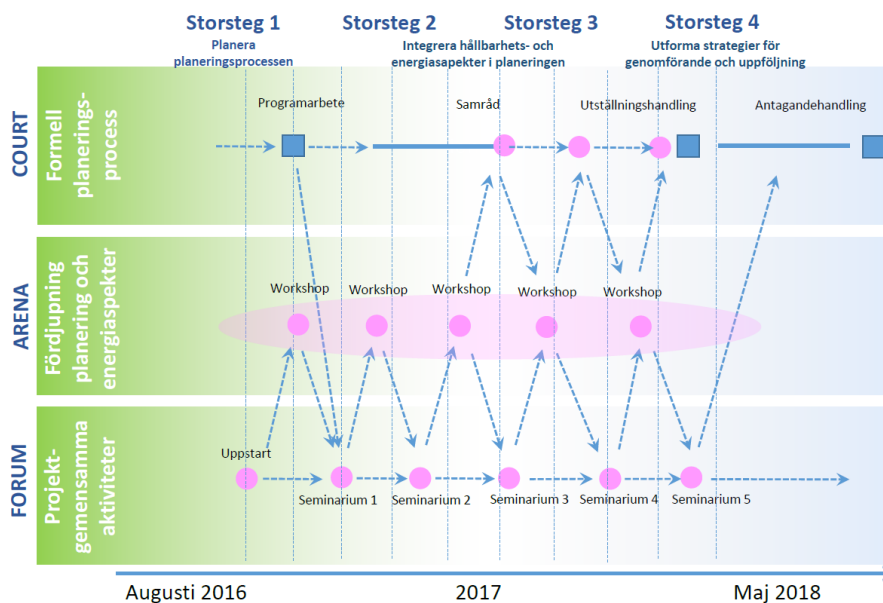 Storsteg 1
Storsteg 2
Storsteg 3
Storsteg 4
Planera
planeringsprocessen
Integrera hållbarhets- och
energiasapekter i planeringen
Utforma strategier för
genomförande och uppföljning
COURT
Formell
planerings-
process
Programarbete
Samråd
Utställningshandling
Antagandehandling
ARENA
Fördjupning
planering och
energiaspekter
Workshop
Workshop
Workshop
Workshop
Workshop
FORUM
Projekt-
gemensamma
aktiviteter
Uppstart
Seminarium 1
Seminarium 2
Seminarium 3
Seminarium 4
Seminarium 5
Augusti 2016
2017
Maj 2018